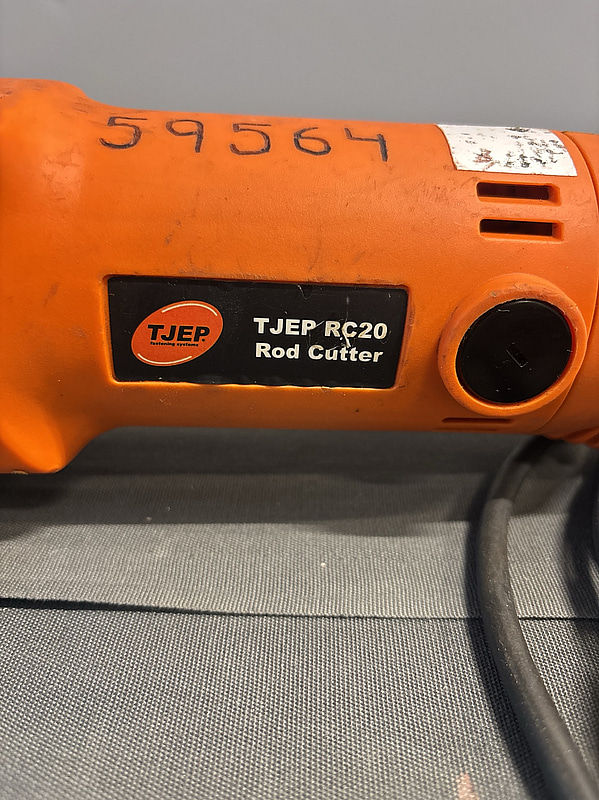 59564
TJEP
fastening systems
TJEP RC20
Rod Cutter